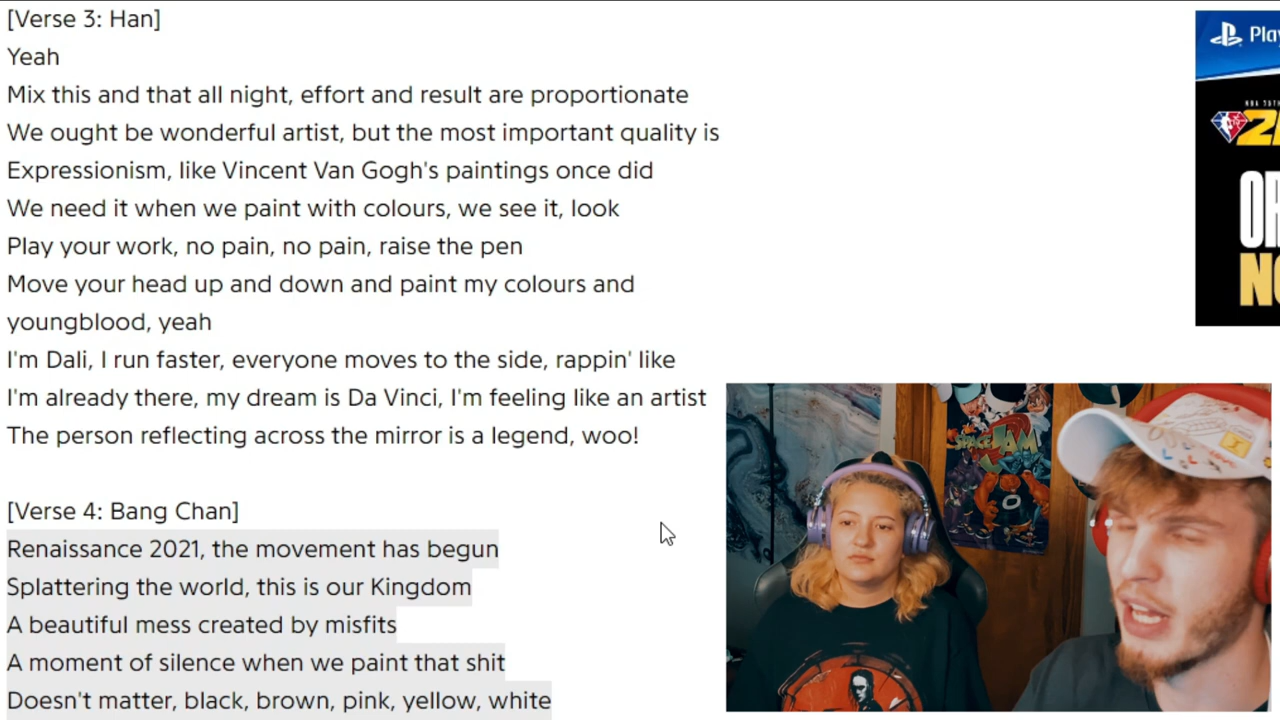 [Verse 3: Han]
Yeah
Mix this and that all night, effort and result are proportionate
We ought be wonderful artist, but the most important quality is
Expressionism, like Vincent Van Gogh's paintings once did
We need it when we paint with colours, we see it, look
Play your work, no pain, no pain, raise the pen
Move your head up and down and paint my colours and
youngblood, yeah
I'm Dali, I run faster, everyone moves to the side, rappin' like
I'm already there, my dream is Da Vinci, I'm feeling like an artist
The person reflecting across the mirror is a legend, woo!
[Verse 4: Bang Chan]
Renaissance 2021, the movement has begun
Splattering the world, this is our Kingdom
A beautiful mess created by misfits
A moment of silence when we paint that shit
Doesn't matter, black, brown, pink, yellow, white
SPACE JAM